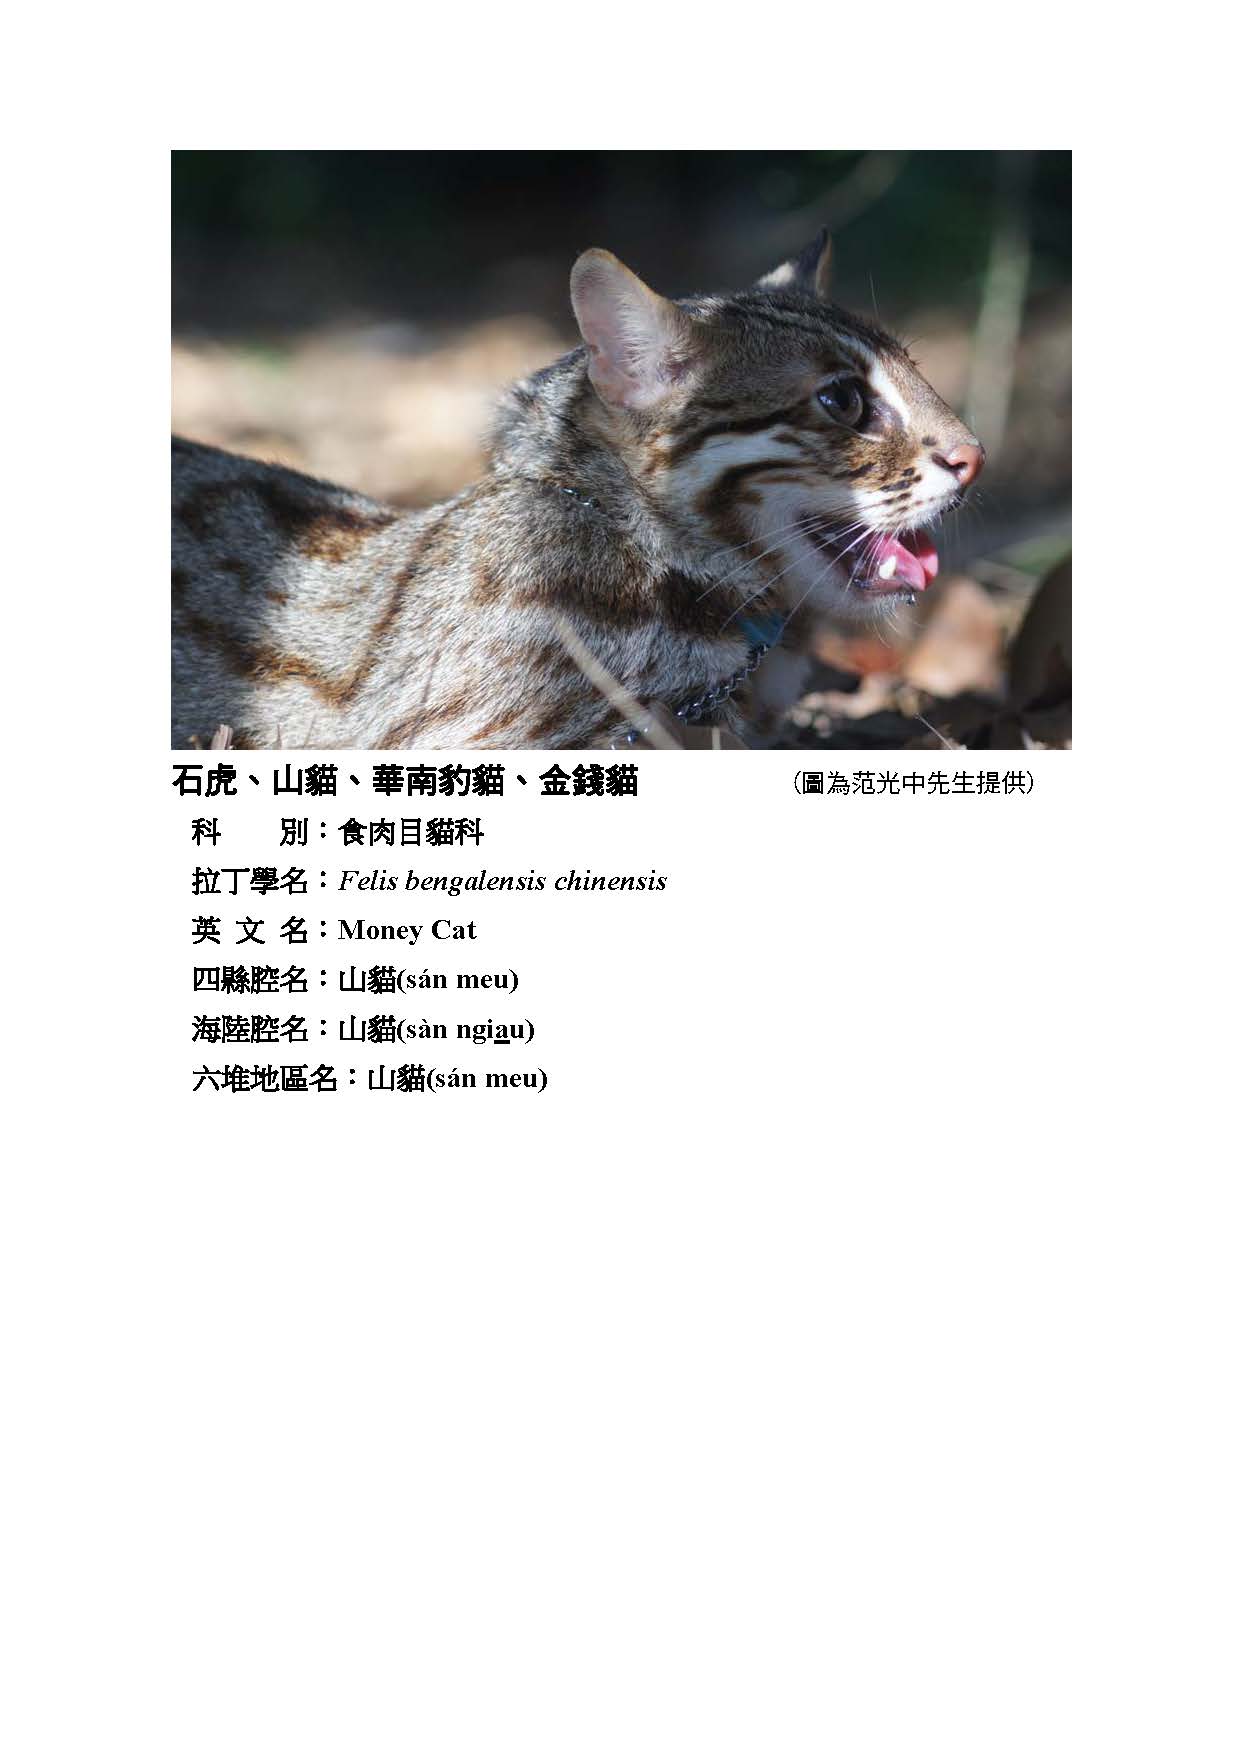 石虎、山貓、華南豹貓、金錢貓 (圖為范光中先生提供)
科 別：食肉目貓科
拉丁學名：Felis bengalensis chinensis
英 文 名：Money Cat
四縣腔名：山貓(sán meu)
海陸腔名：山貓(sàn ngiau)
六堆地區名：山貓(sán meu)